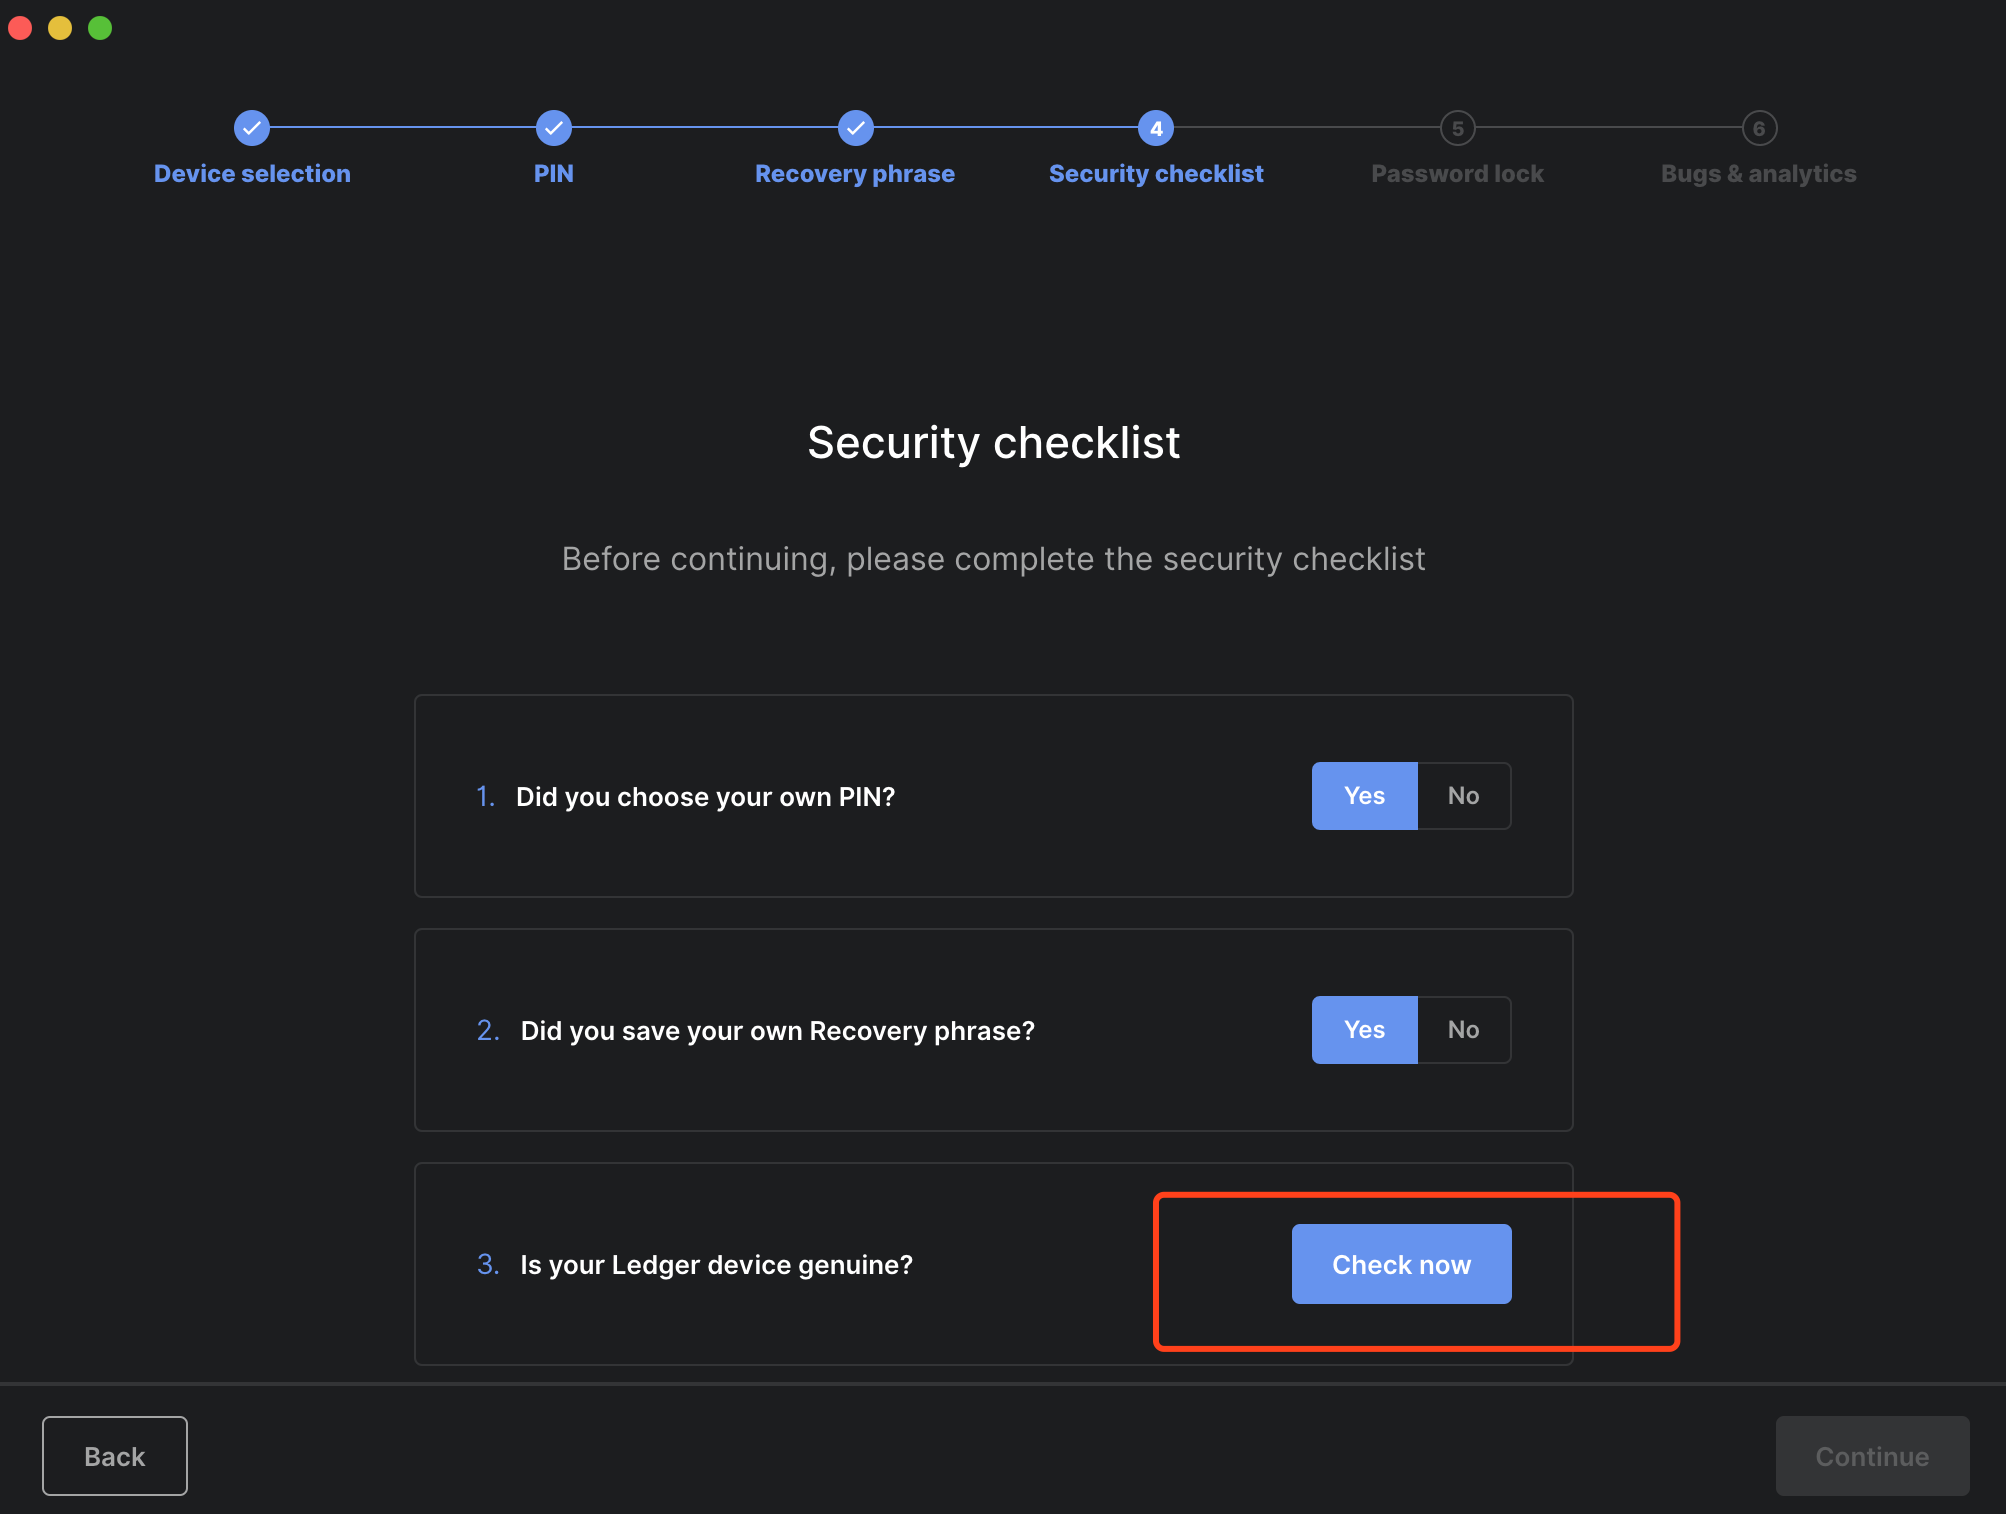 4 5 6
Device selection PIN Recovery phrase Security checklist Password lock Bugs & analytics
Security checklist
Before continuing, please complete the security checklist
1. Did you choose your own PIN? Yes No
2. Did you save your own Recovery phrase? Yes No
3. Is your Ledger device genuine? Check now
Back Continue